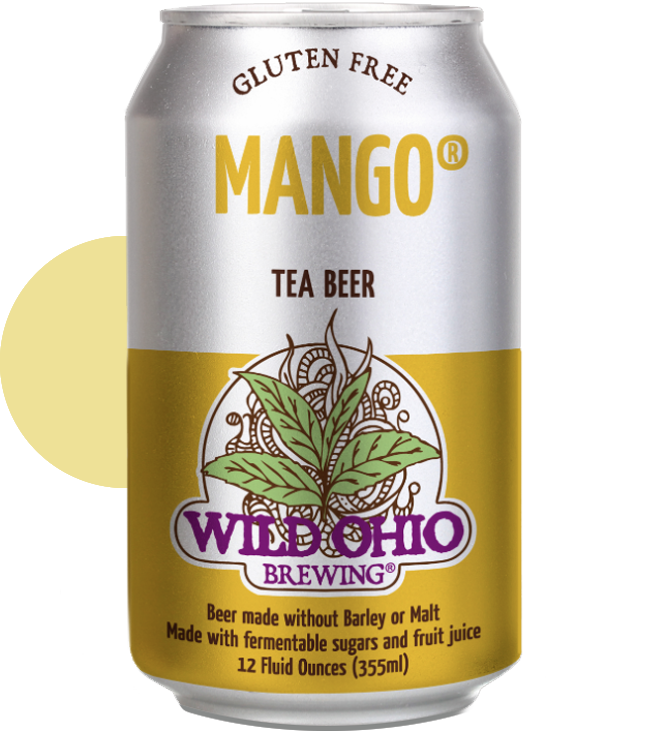 GLUTEN FREE
MANGO®
TEA BEER
WILD OHIO
BREWING®
Beer made without Barley or Malt
Made with fermentable sugars and fruit juice
12 Fluid Ounces (355ml)